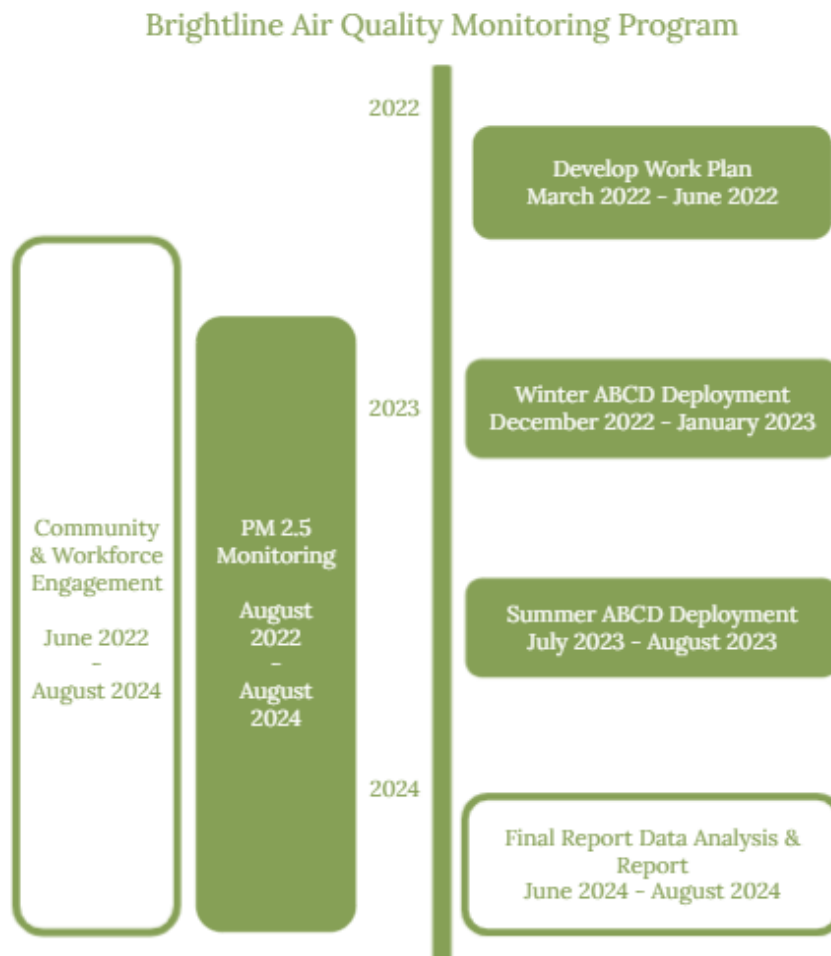 Brightline Air Quality Monitoring Program
2022
Develop Work Plan
March 2022 - June 2022
2023
Winter ABCD Deployment
December 2022 - January 2023
Community
& Workforce
Engagement
June 2022
-
August 2024
PM 2.5
Monitoring
August
2022
-
August
2024
Summer ABCD Deployment
July 2023 - August 2023
2024
Final Report Data Analysis &
Report
June 2024 - August 2024